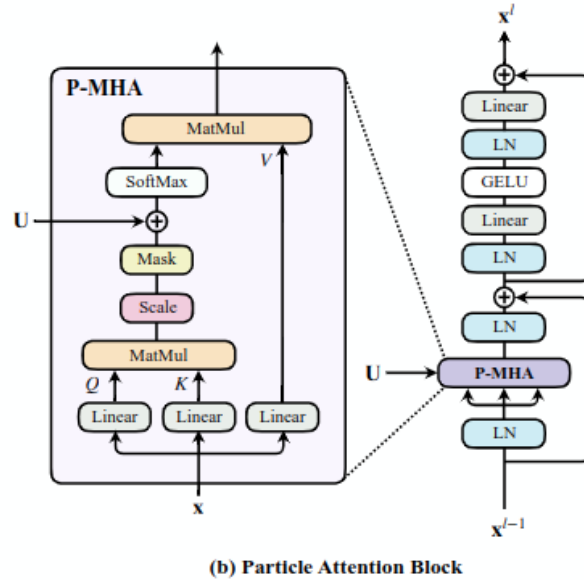 x^l
P-MHA
MatMul
V
SoftMax
U
Mask
Scale
MatMul
Q
K
Linear
Linear
Linear
x
Linear
LN
GELU
Linear
LN
LN
U
P-MHA
LN
x^{l-1}
(b) Particle Attention Block